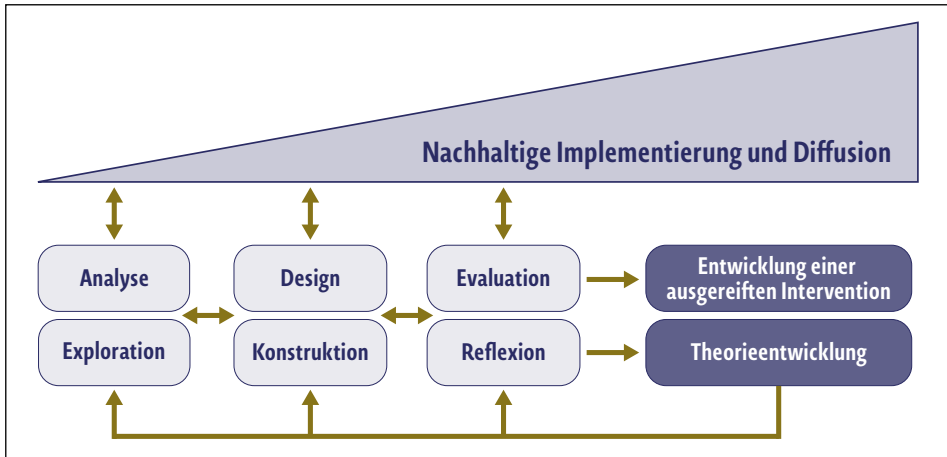 Nachhaltige Implementierung und Diffusion
Analyse
Design
Evaluation
Entwicklung einer
ausgereiften Intervention
Exploration
Konstruktion
Reflexion
Theorieentwicklung